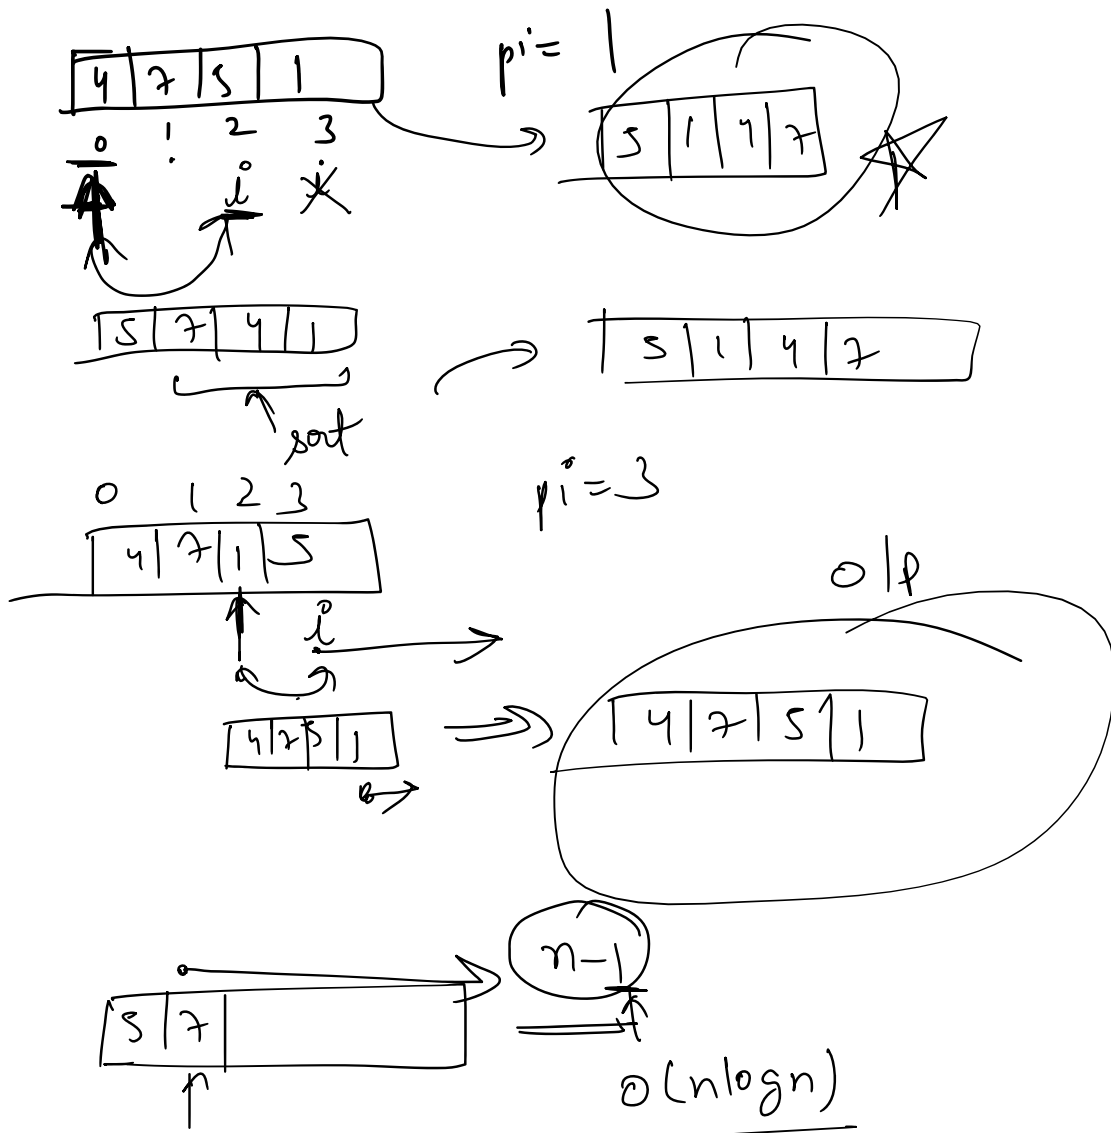 pi = 1
4 7 5 1
5 1 4 7
0 1 2 3
i i
5 7 4 1
5 1 4 7
sort
0 1 2 3
pi = 3
4 7 1 5
o/p
i
4 7 5 1
4 7 5 1
n-1
5 7
O(nlogn)